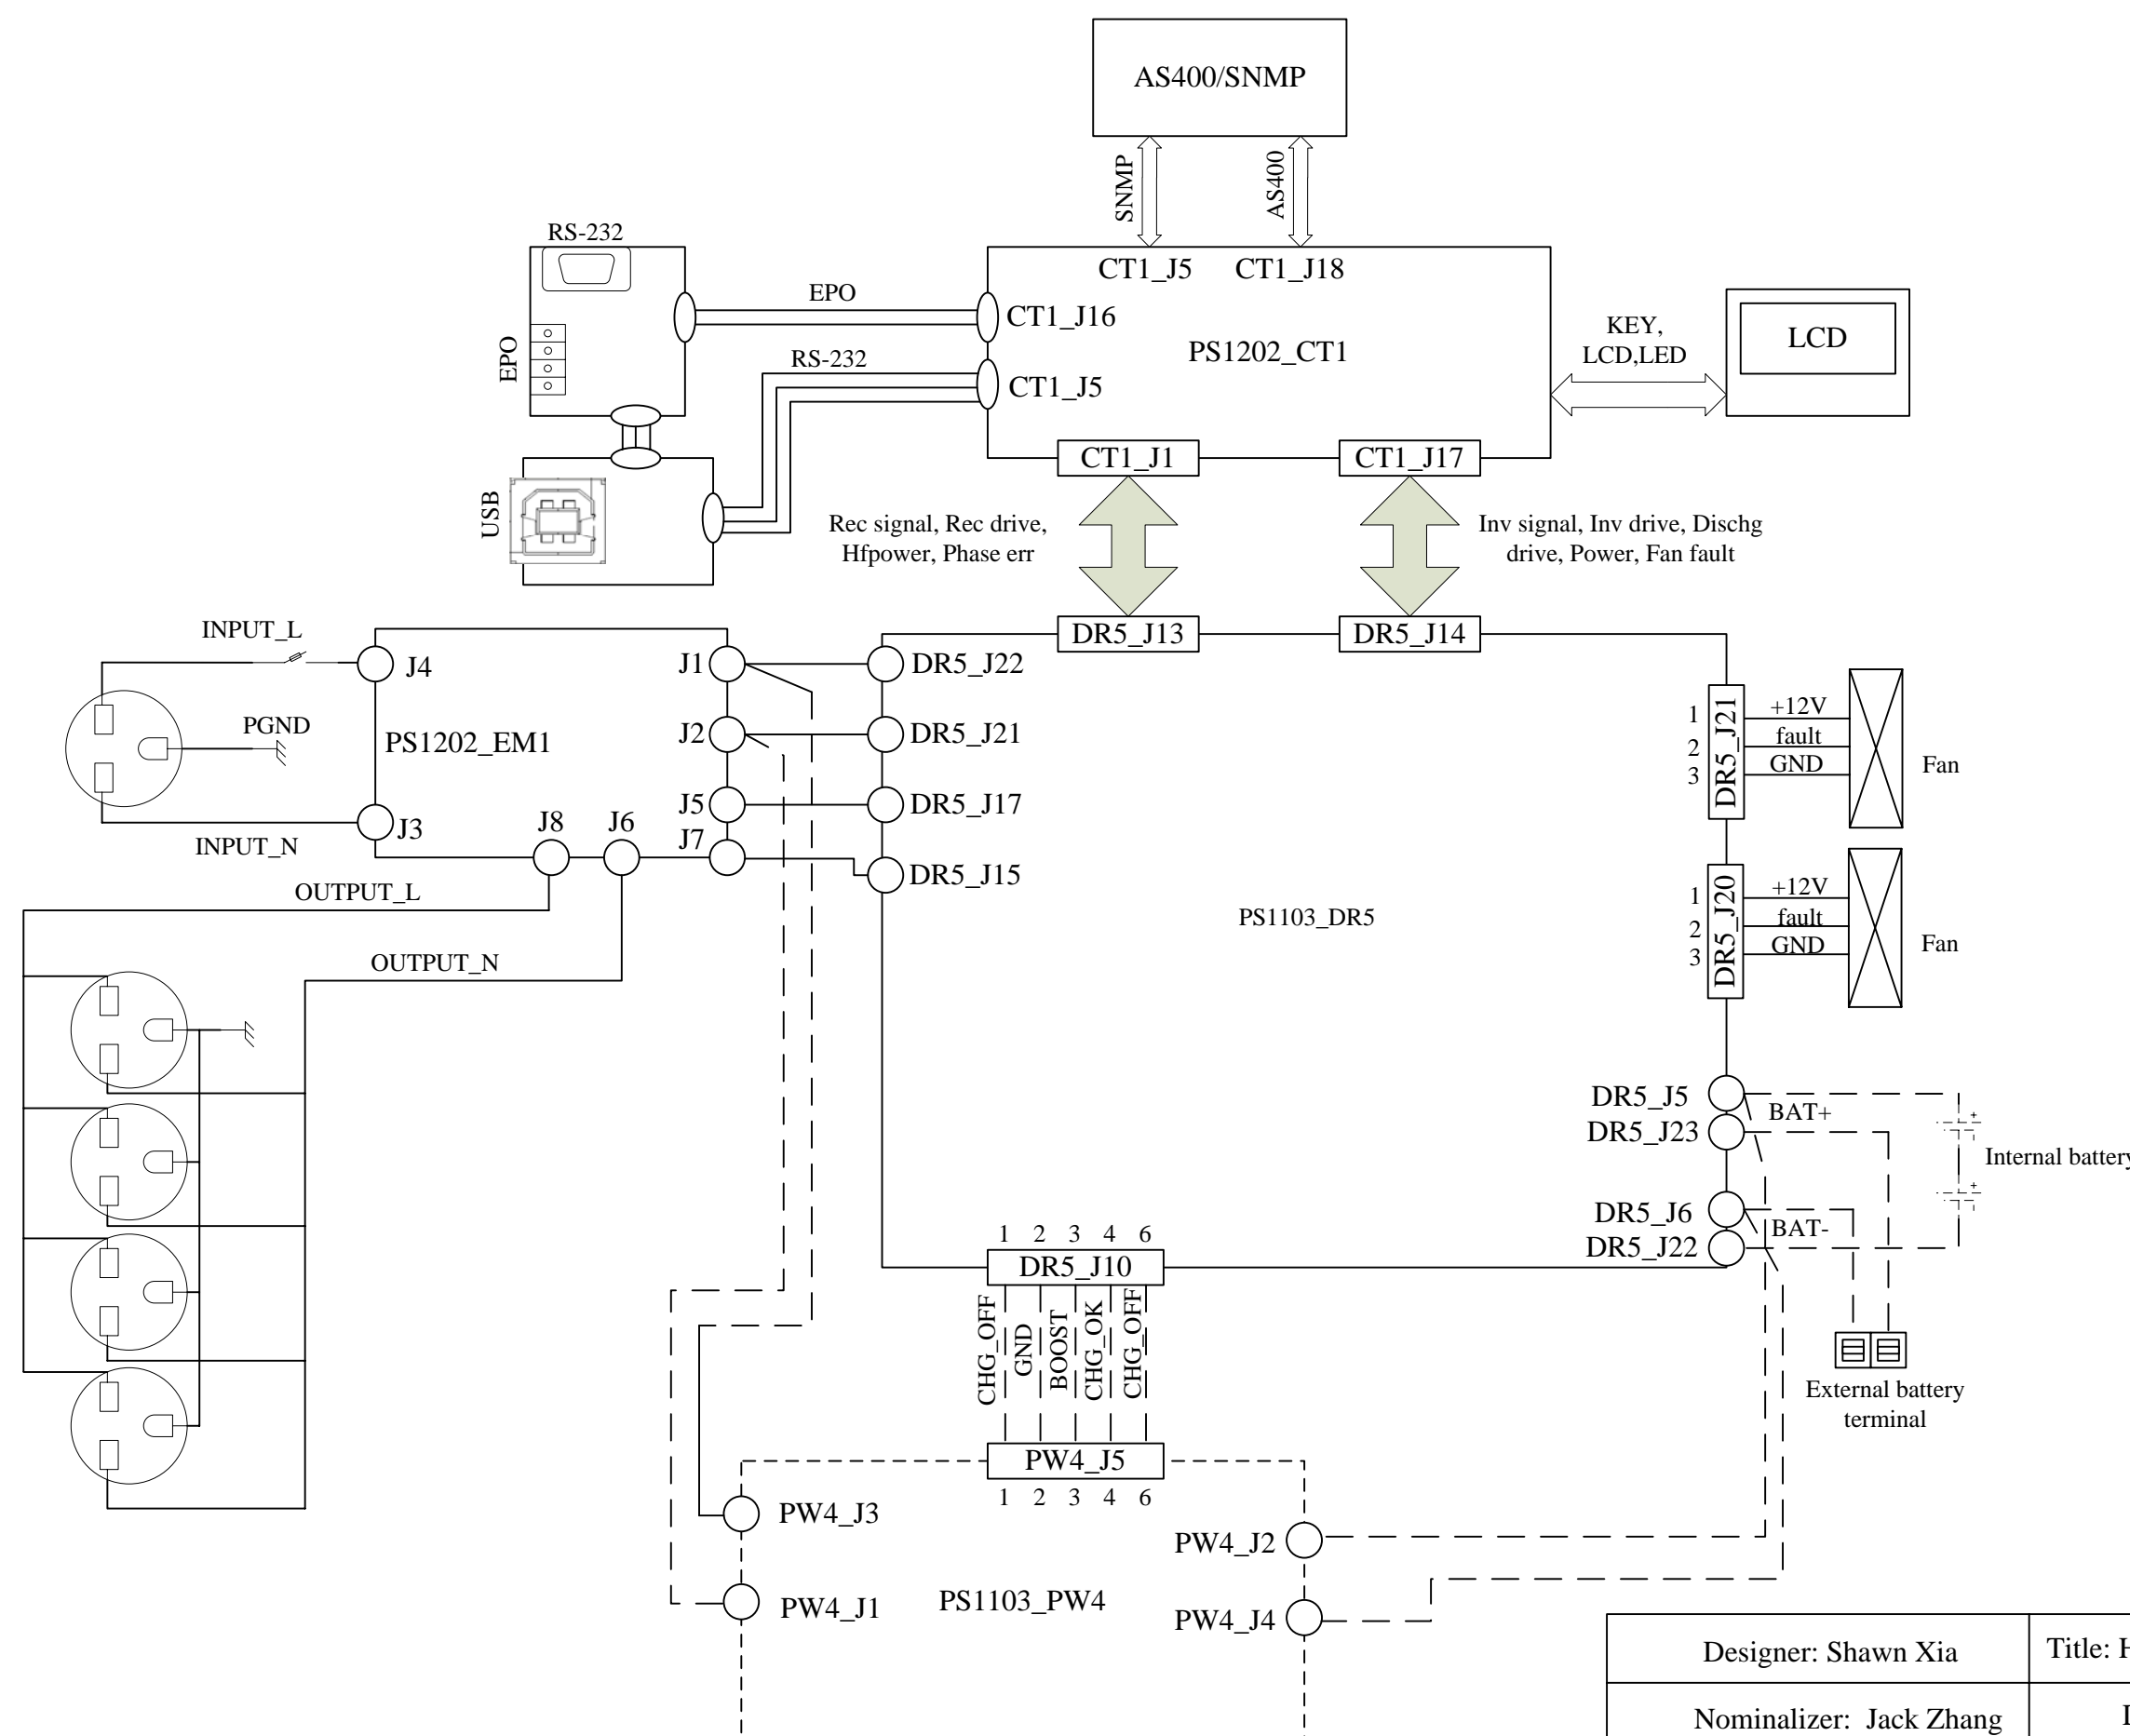 AS400/SNMP
SNMP
AS400
RS-232
CT1_J5
CT1_J18
EPO
CT1_J16
EPO
PS1202_CT1
KEY,
LCD,LED
LCD
RS-232
CT1_J5
CT1_J1
CT1_J17
USB
Rec signal, Rec drive,
Hfpower, Phase err
Inv signal, Inv drive, Dischg
drive, Power, Fan fault
DR5_J13
DR5_J14
INPUT_L
J4
J1
DR5_J22
PGND
PS1202_EM1
J2
DR5_J21
J5
DR5_J17
J3
J8
J6
J7
INPUT_N
DR5_J15
OUTPUT_L
OUTPUT_N
PS1103_DR5
1
2
3
DR5_J21
+12V
fault
GND
Fan
1
2
3
DR5_J20
+12V
fault
GND
Fan
DR5_J5
BAT+
DR5_J23
+
Internal battery
+
DR5_J6
BAT-
DR5_J22
1 2 3 4 6
DR5_J10
CHG_OFF
GND
BOOST
CHG_OK
CHG_OFF
External battery
terminal
PW4_J5
1 2 3 4 6
PW4_J3
PW4_J2
PW4_J1
PS1103_PW4
PW4_J4
Designer: Shawn Xia
Title: H
Nominalizer: Jack Zhang